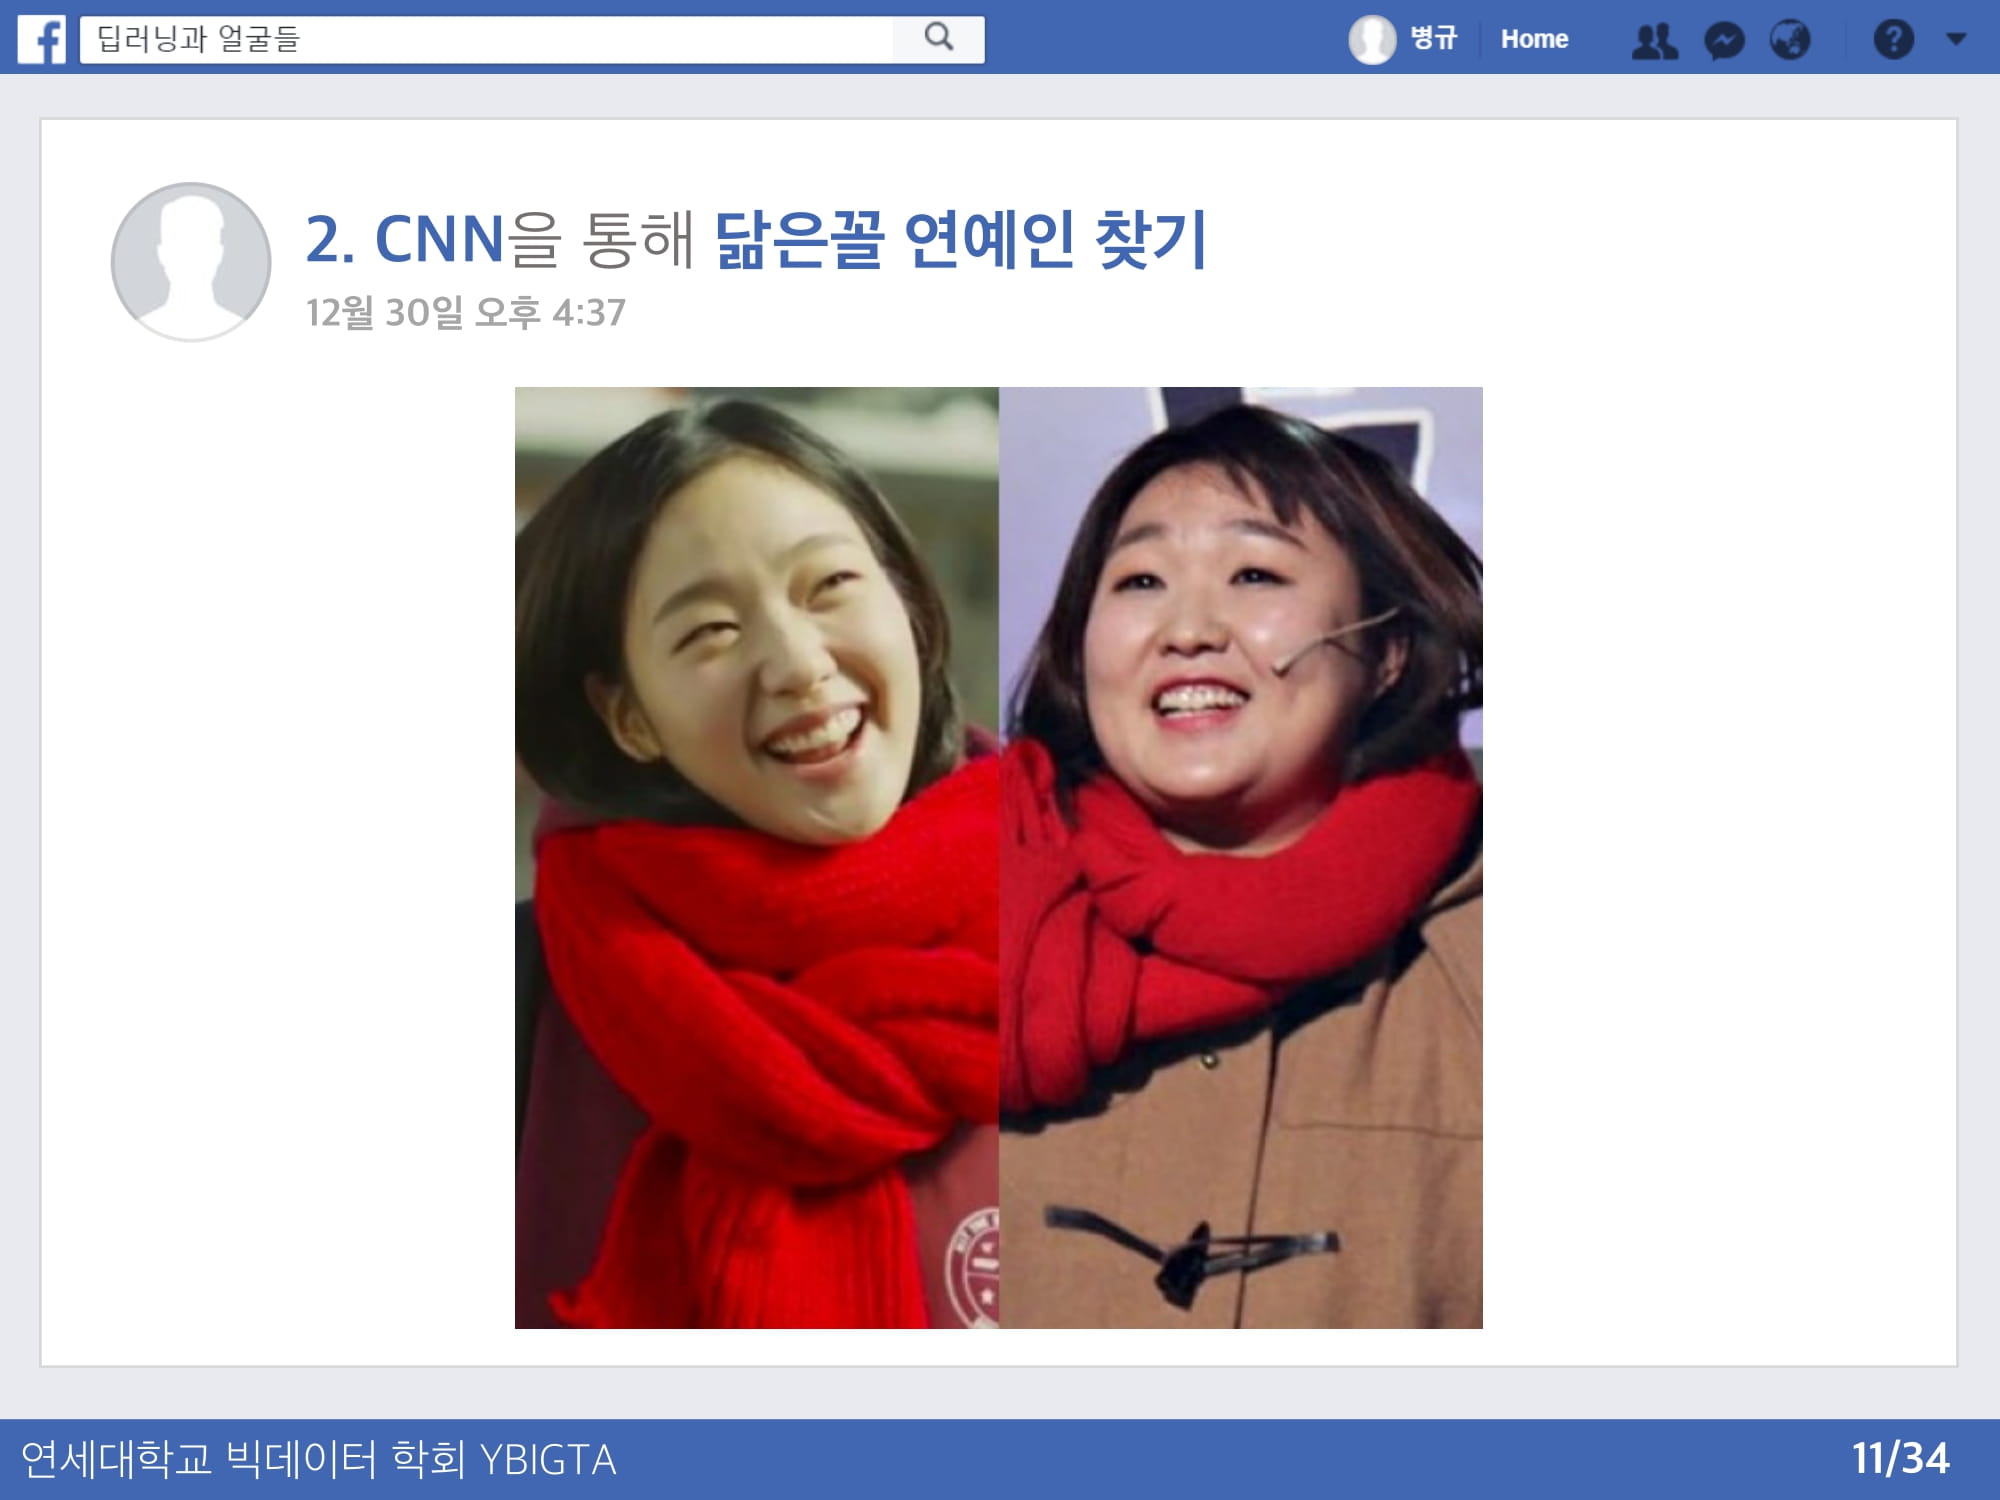 딥러닝과 얼굴들
병규 Home
2. CNN을 통해 닮은꼴 연예인 찾기
12월 30일 오후 4:37
연세대학교 빅데이터 학회 YBIGTA
11/34